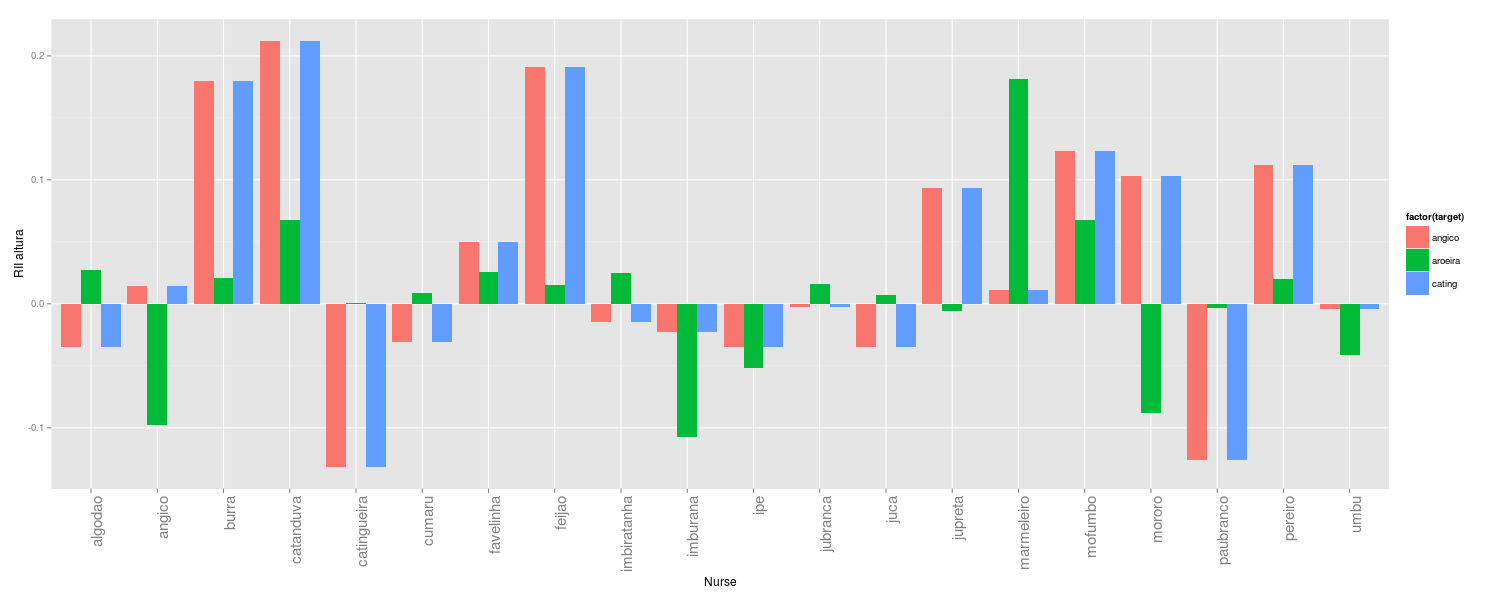 0.2
0.1
0.0
-0.1
RII altura
algodao
angico
burra
catanduva
catingueira
cumaru
favelinha
feijao
imbiratanha
imburana
ipe
jubranca
juca
jupreta
marmeleiro
mofumbo
mororo
paubranco
pereiro
umbu
Nurse
factor(target)
angico
aroeira
cating